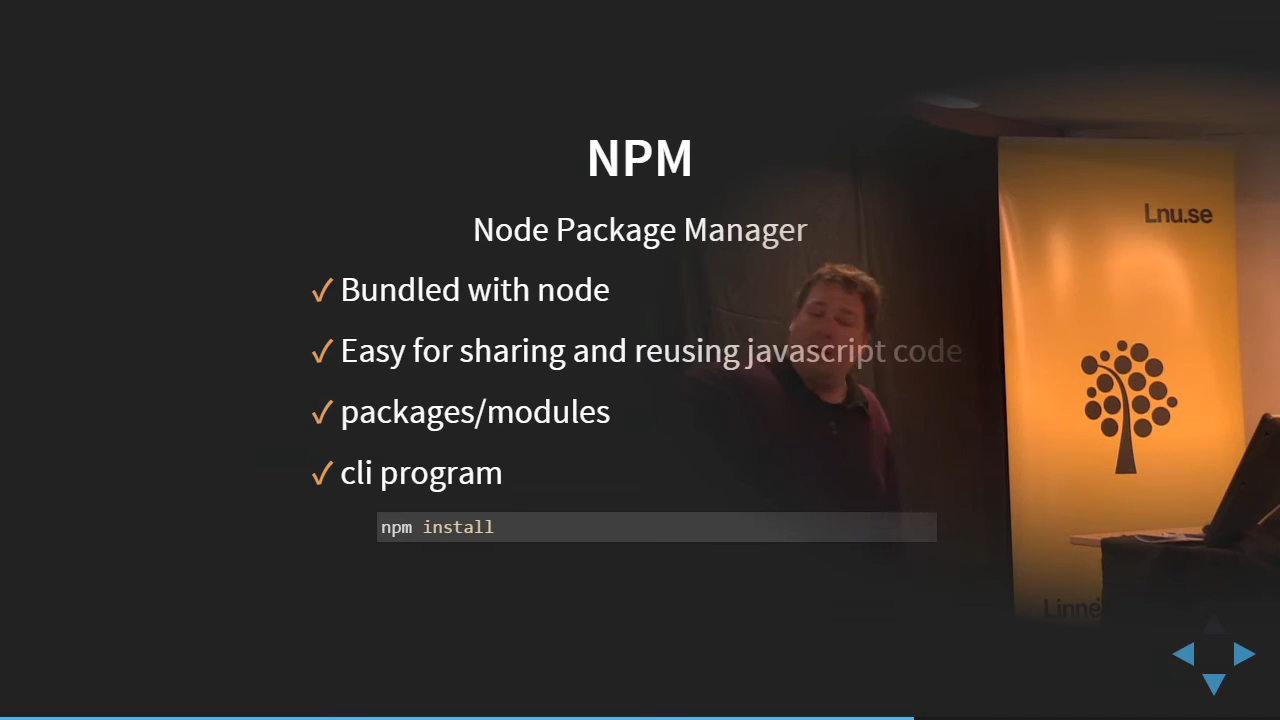 NPM
Node Package Manager
✓ Bundled with node
✓ Easy for sharing and reusing javascript code
✓ packages/modules
✓ cli program
npm install
Lnu.se
Linné